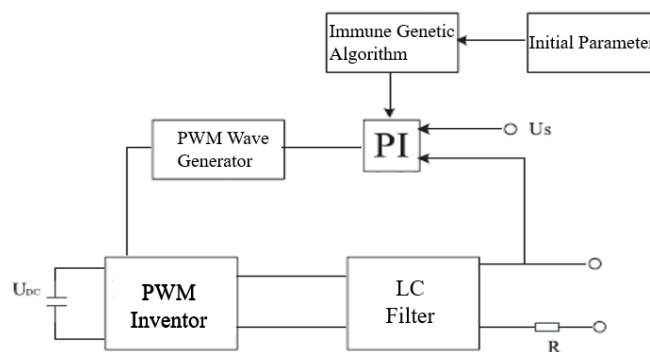 Immune Genetic
Algorithm
Initial Parameter
PWM Wave
Generator
PI
Us
UDC
PWM
Inventor
LC
Filter
R